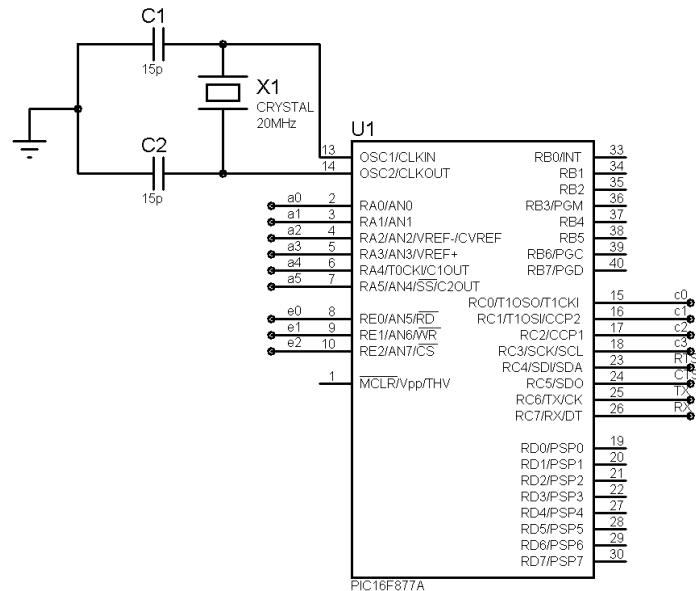 C1
15p
X1
CRYSTAL
20MHz
C2
15p
U1
13 OSC1/CLKIN RB0/INT 33
14 OSC2/CLKOUT RB1 34
RB2 35
a0 2 RA0/AN0 RB3/PGM 36
a1 3 RA1/AN1 RB4 37
a2 4 RA2/AN2/VREF-/CVREF RB5 38
a3 5 RA3/AN3/VREF+ RB6/PGC 39
a4 6 RA4/T0CKI/C1OUT RB7/PGD 40
a5 7 RA5/AN4/SS/C2OUT
RC0/T1OSO/T1CKI 15 c0
e0 8 RE0/AN5/RD RC1/T1OSI/CCP2 16 c1
e1 9 RE1/AN6/WR RC2/CCP1 17 c2
e2 10 RE2/AN7/CS RC3/SCK/SCL 18 c3
RC4/SDI/SDA 23 RTS
1 MCLR/Vpp/THV RC5/SDO 24 CTS
RC6/TX/CK 25 TX
RC7/RX/DT 26 RX
RD0/PSP0 19
RD1/PSP1 20
RD2/PSP2 21
RD3/PSP3 22
RD4/PSP4 27
RD5/PSP5 28
RD6/PSP6 29
RD7/PSP7 30
PIC16F877A